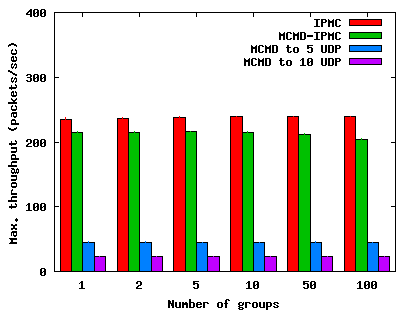 400
300
200
100
0
Max. throughput (packets/sec)
IPMC
MCMD-IPMC
MCMD to 5 UDP
MCMD to 10 UDP
1 2 5 10 50 100
Number of groups